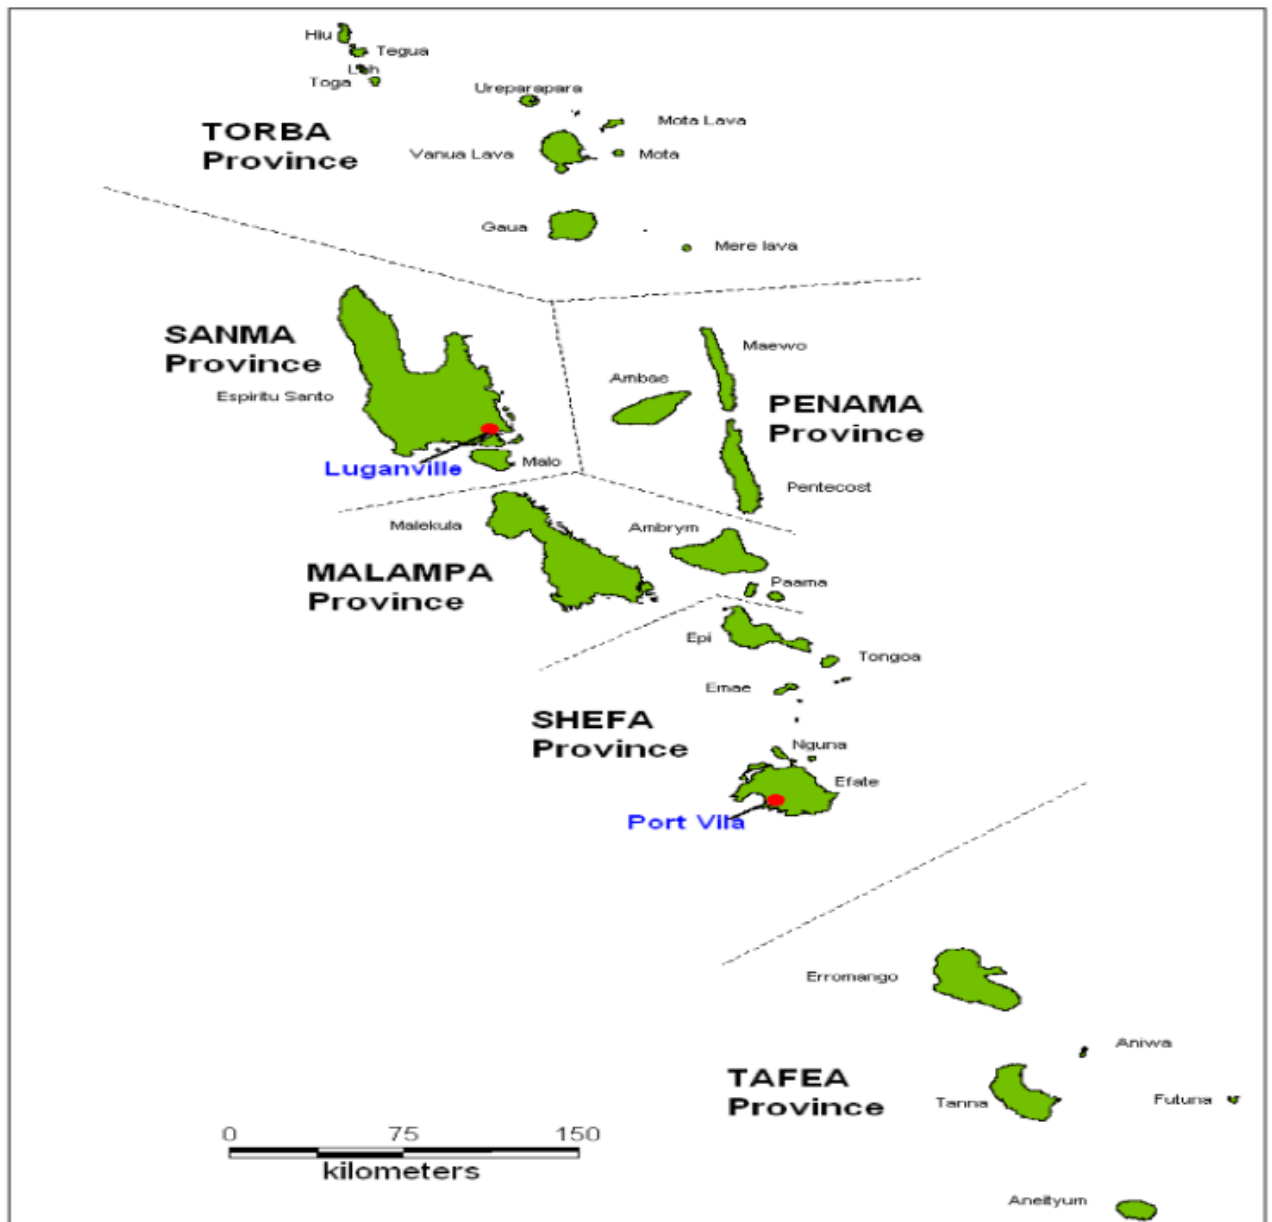 Hiu
Tegua
Loh
Toga
Ureparapara
TORBA
Province
Mota Lava
Vanua Lava
Mota
Gaua
Mere lava
SANMA
Province
Maewo
Ambae
Espiritu Santo
PENAMA
Province
Luganville
Malo
Pentecost
Malekula
Ambrym
MALAMPA
Province
Paama
Epi
Tongoa
Emae
SHEFA
Province
Nguna
Efate
Port Vila
Erromango
Aniwa
TAFEA
Province
Tanna
Futuna
0 75 150
kilometers
Aneityum